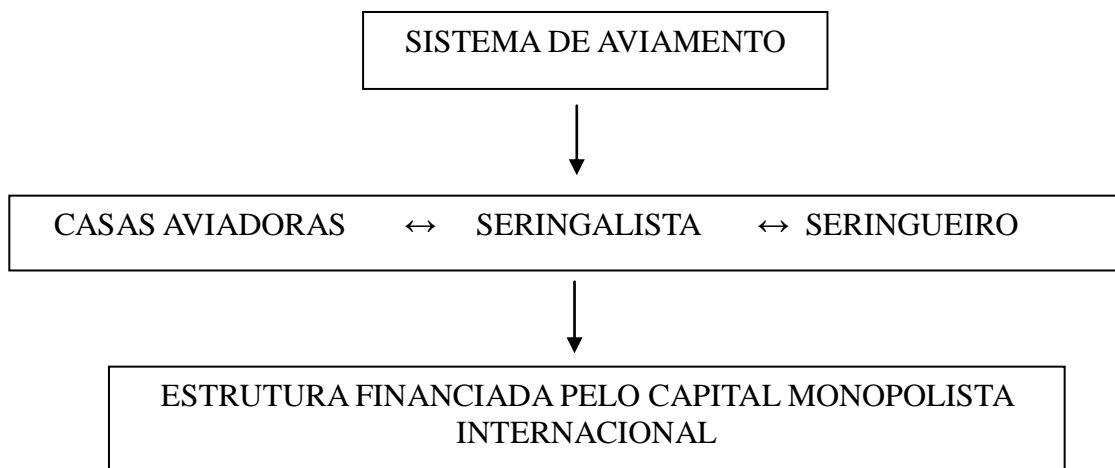 SISTEMA DE AVIAMENTO
CASAS AVIADORAS ↔ SERINGALISTA ↔ SERINGUEIRO
ESTRUTURA FINANCIADA PELO CAPITAL MONOPOLISTA
INTERNACIONAL